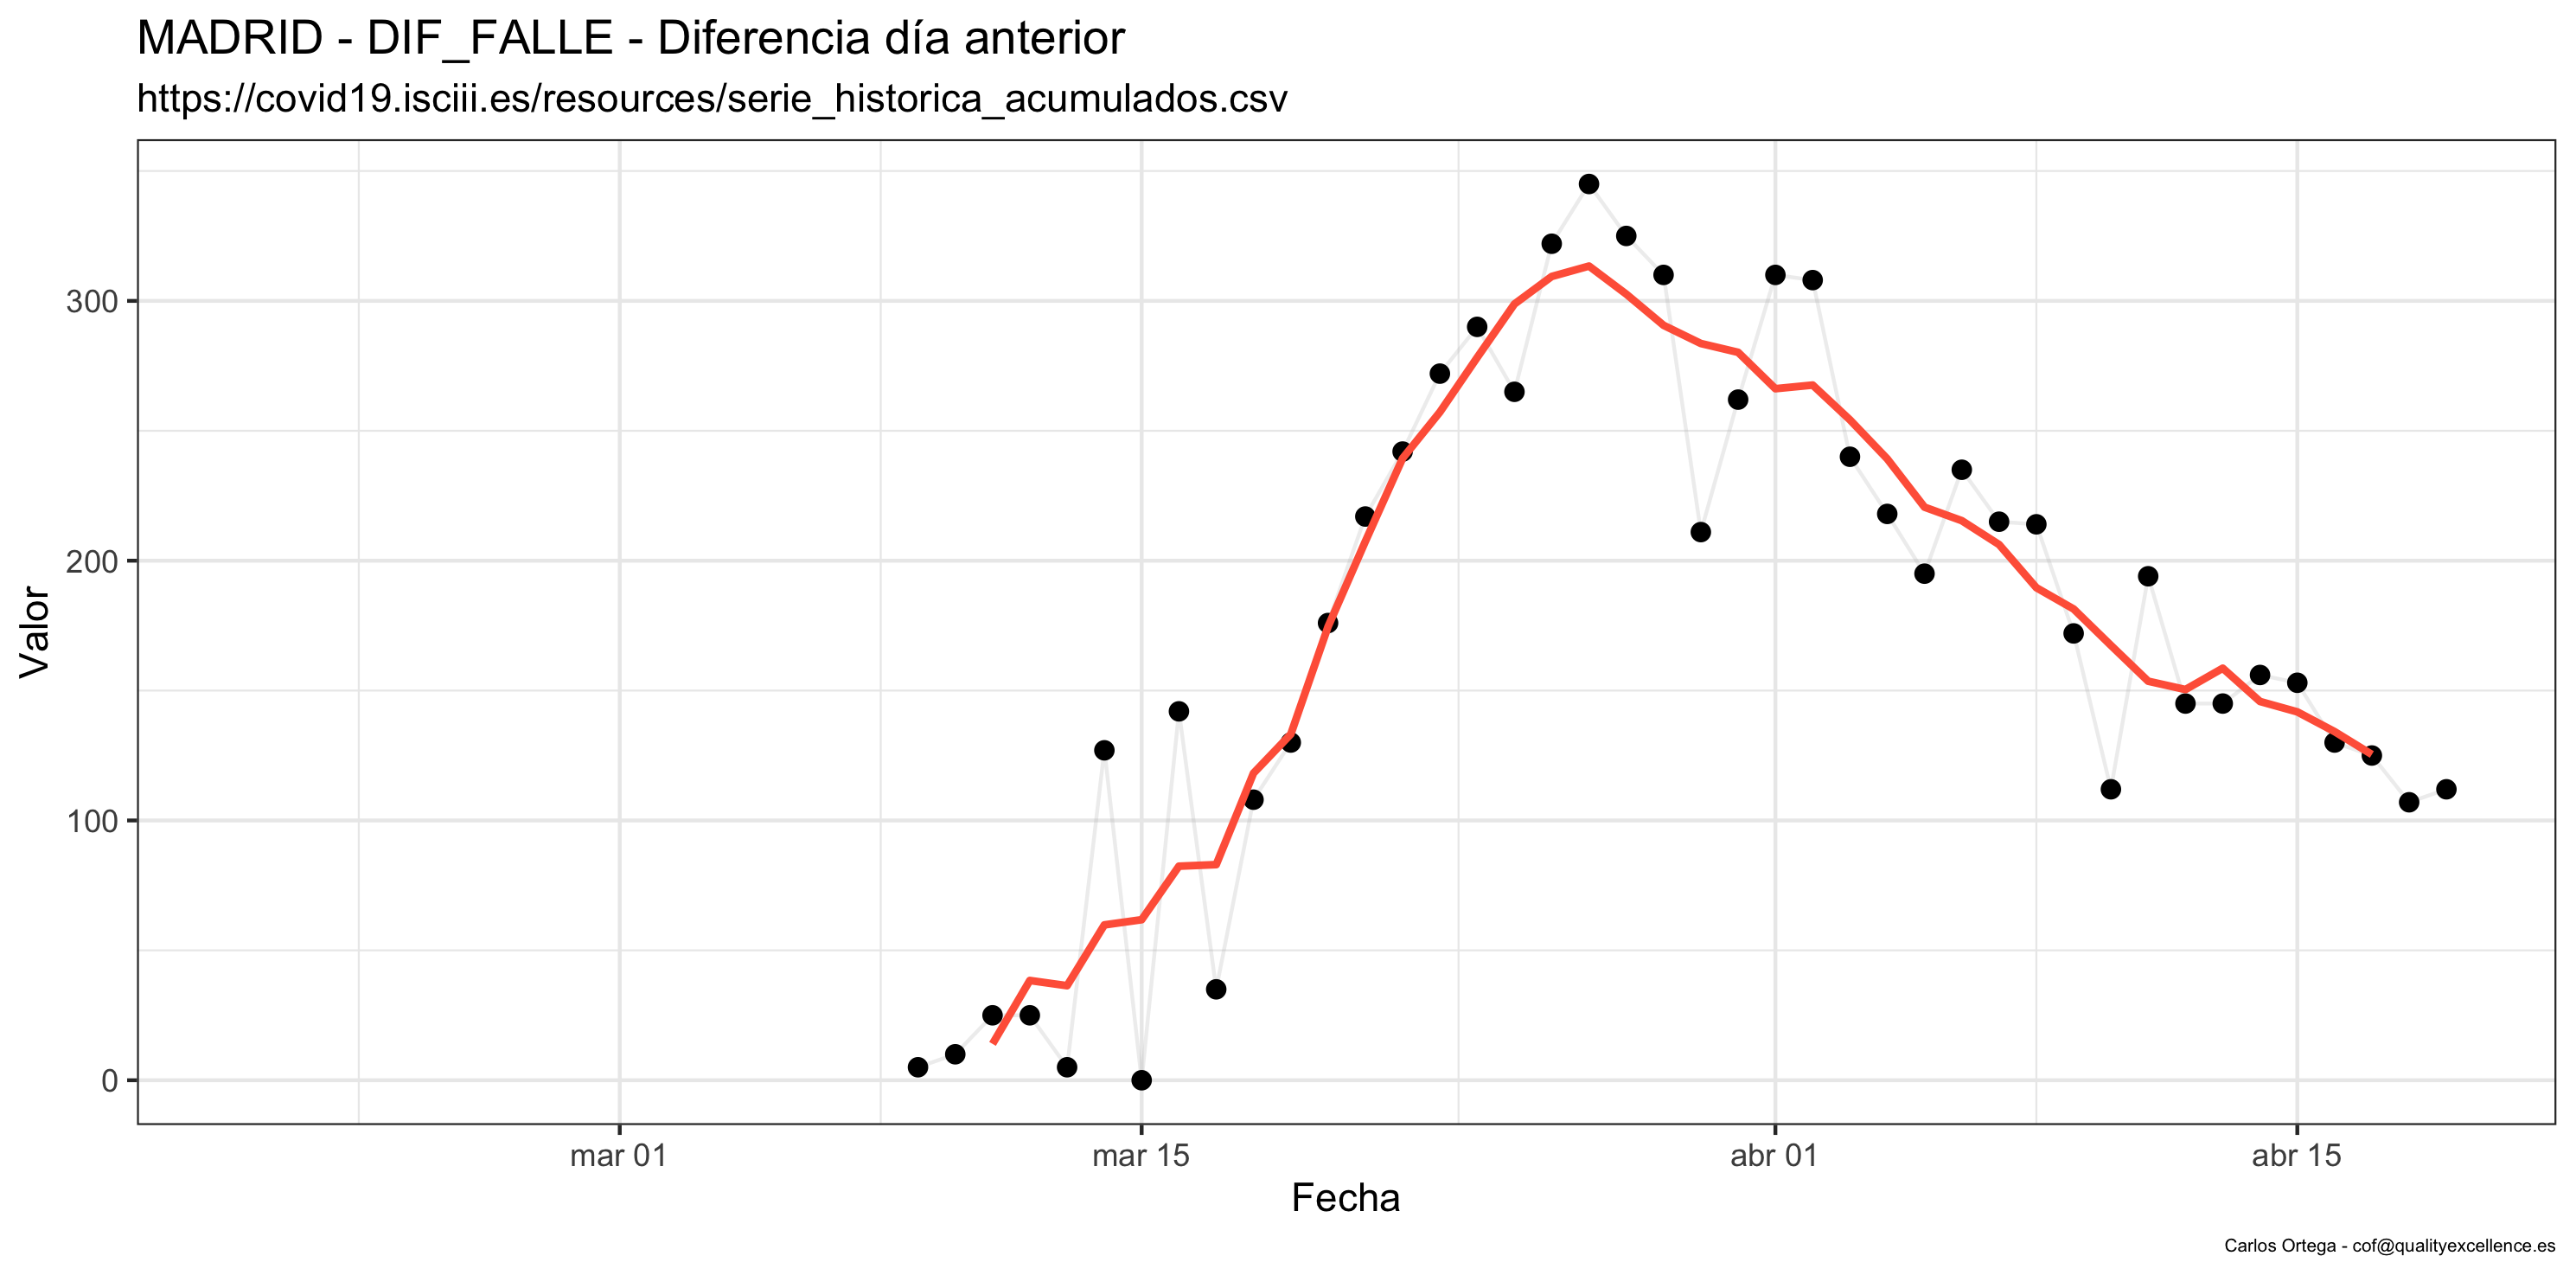 MADRID - DIF_FALLE - Diferencia día anterior
https://covid19.isciii.es/resources/serie_historica_acumulados.csv
300
200
100
0
Valor
mar 01
mar 15
abr 01
abr 15
Fecha
Carlos Ortega - cof@qualityexcellence.es